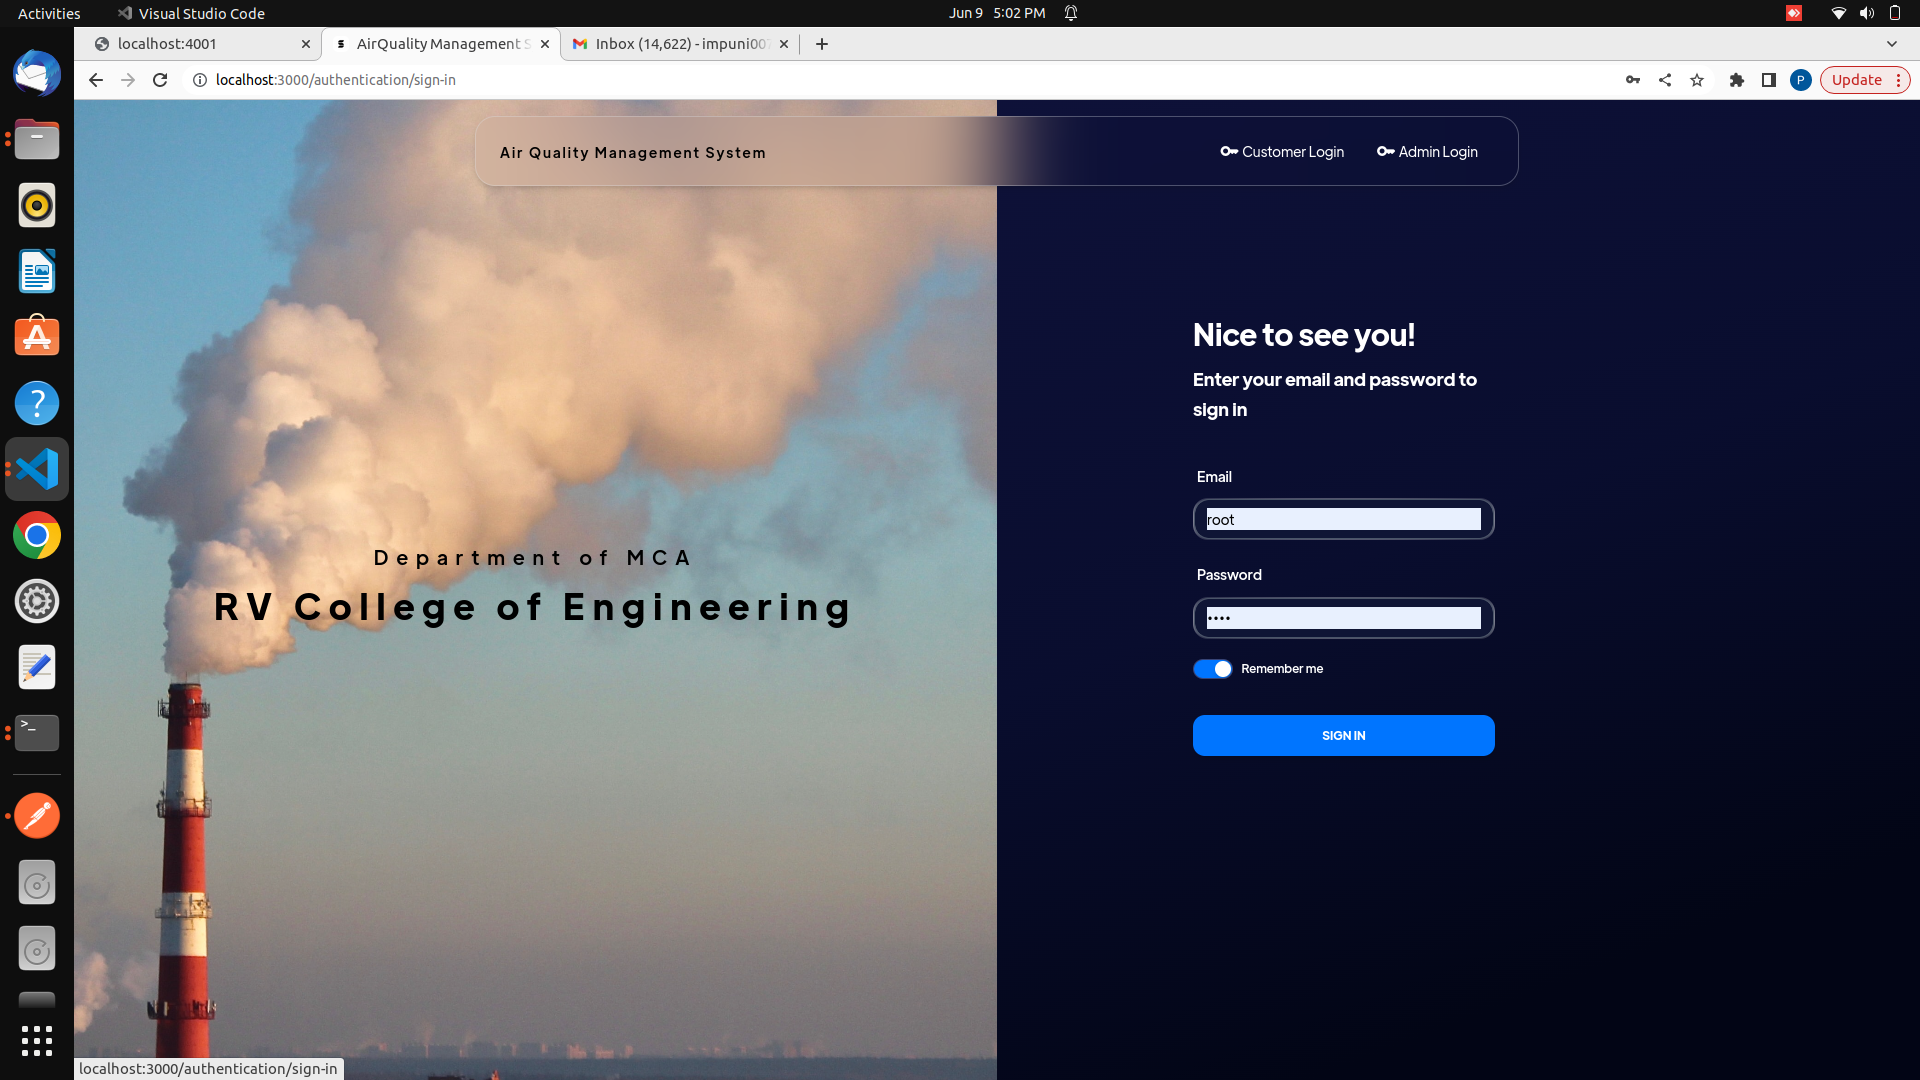 Activities
Visual Studio Code
Jun 9 5:02 PM
localhost:4001
AirQuality Management S
Inbox (14,622) - impuni007
localhost:3000/authentication/sign-in
P
Update
Air Quality Management System
Customer Login
Admin Login
Nice to see you!
Enter your email and password to
sign in
Email
root
Password
••••
Remember me
SIGN IN
Department of MCA
RV College of Engineering
localhost:3000/authentication/sign-in